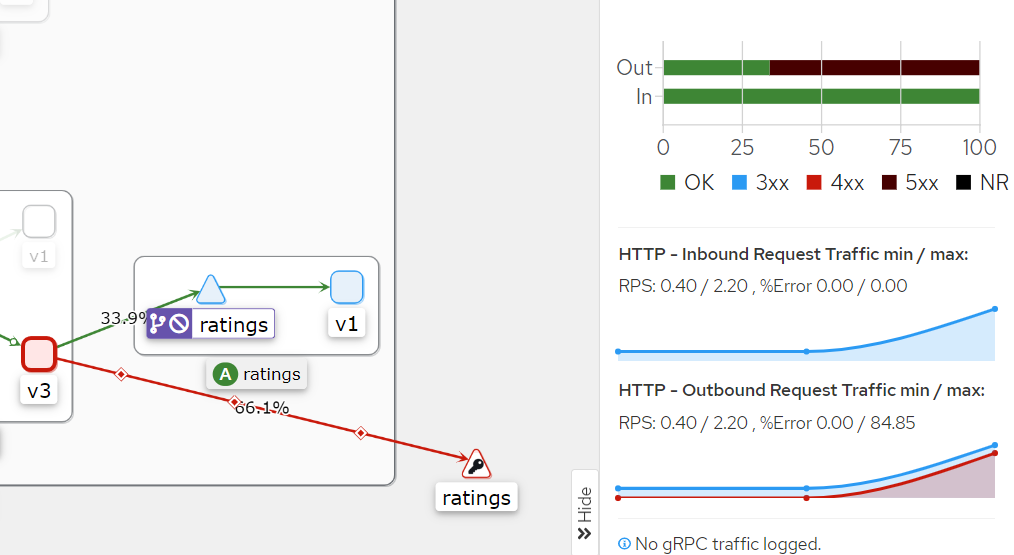 Out
In
0 25 50 75 100
OK 3xx 4xx 5xx NR
HTTP - Inbound Request Traffic min / max:
RPS: 0.40 / 2.20 , %Error 0.00 / 0.00
HTTP - Outbound Request Traffic min / max:
RPS: 0.40 / 2.20 , %Error 0.00 / 84.85
No gRPC traffic logged.
Hide
v1
33.9%
ratings
v1
v3
A ratings
66.1%
ratings